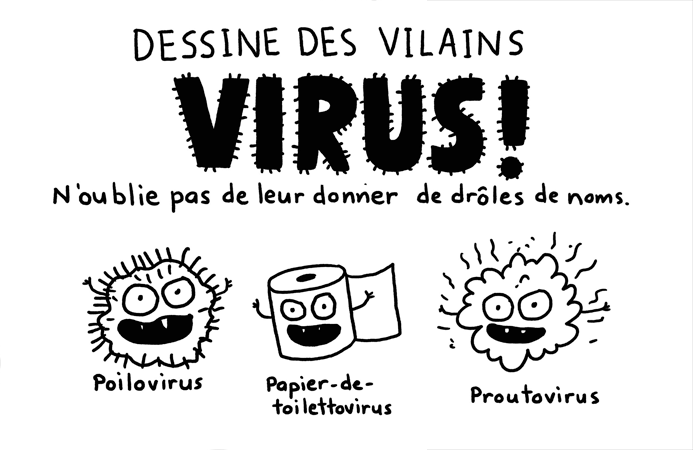 DESSINE DES VILAINS
VIRUS!
N'oublie pas de leur donner de drôles de noms.
Poilovirus
Papier-de-
toilettovirus
Proutovirus